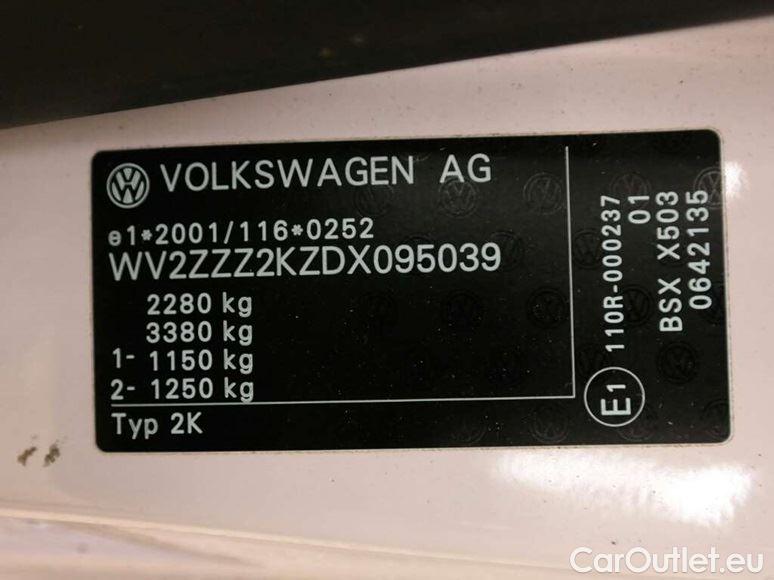 VOLKSWAGEN AG
e1*2001/116*0252
WV2ZZZ2KZDX095039
2280 kg
3380 kg
1- 1150 kg
2- 1250 kg
Typ 2K
E1 110R-000237
01
BSX X503
0642135
CarOutlet.eu